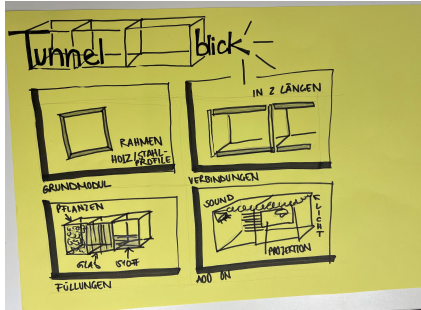 Tunnel blick
RAHMEN
HOLZ/STAHL-
PROFILE
GRUNDMODUL
IN 2 LÄNGEN
VERBINDUNGEN
PFLANZEN
GLAS
STOFF
FÜLLUNGEN
SOUND
LICHT
PROJEKTION
ADD ON